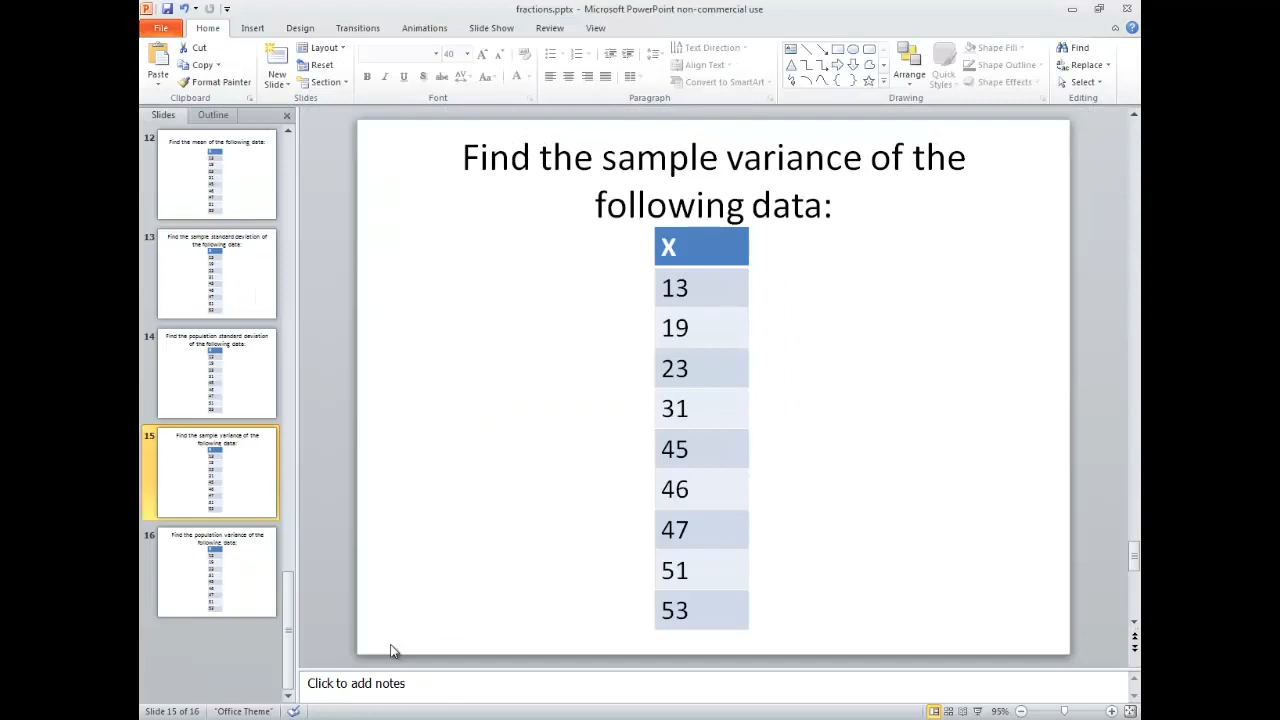 fractions.pptx - Microsoft PowerPoint non-commercial use
File Home Insert Design Transitions Animations Slide Show Review View
Paste Cut Copy Format Painter Clipboard
New Slide Layout Reset Section Slides
40 B I U S abc AV Aa A Font
Text Direction Align Text Convert to SmartArt Paragraph
Arrange Quick Styles Shape Fill Shape Outline Shape Effects Drawing
Find Replace Select Editing
Slides Outline
12
Find the mean of the following data:
13
Find the sample standard deviation of
the following data:
14
Find the population standard deviation
of the following data:
15
Find the sample variance of the
following data:
16
Find the population variance of the
following data:
Find the sample variance of the
following data:
X
13
19
23
31
45
46
47
51
53
Click to add notes
Slide 15 of 16 "Office Theme" 95%